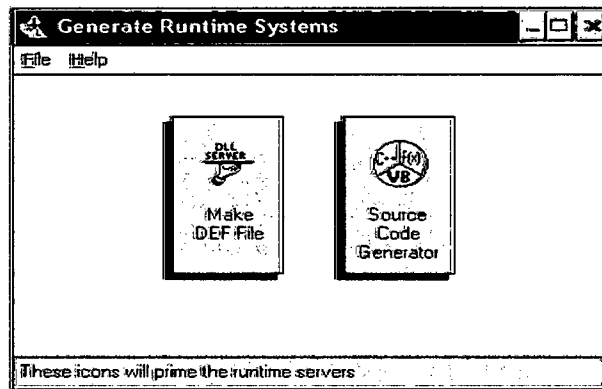 Generate Runtime Systems
File Help
DLL
SERVER
Make
DEF File
C++ f(x)
VB
Source
Code
Generator
These icons will prime the runtime servers